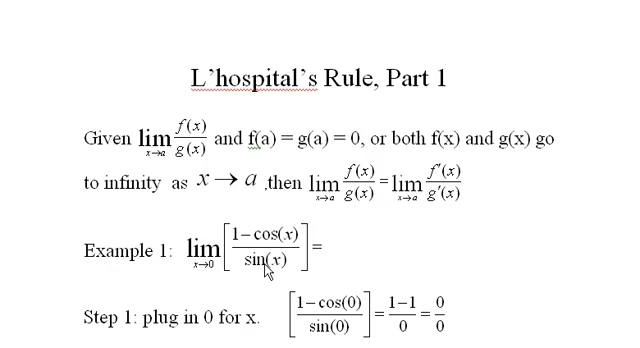 L'hospital's Rule, Part 1
Given lim x→a f(x)/g(x) and f(a) = g(a) = 0, or both f(x) and g(x) go
to infinity as x → a ,then lim x→a f(x)/g(x) = lim x→a f'(x)/g'(x)
Example 1: lim x→0 [1−cos(x)/sin(x)] =
Step 1: plug in 0 for x. [1−cos(0)/sin(0)] = 1−1/0 = 0/0